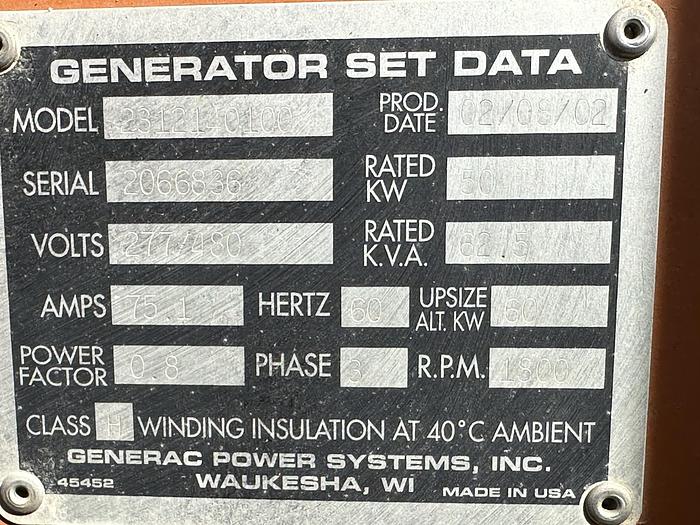 GENERATOR SET DATA
MODEL PROD. DATE 02/08/02
SERIAL 2066836 RATED KW 50
VOLTS 277/480 RATED K.V.A. 62.5
AMPS 75.1 HERTZ 60 UPSIZE ALT. KW 60
POWER FACTOR 0.8 PHASE 3 R.P.M. 1800
CLASS H WINDING INSULATION AT 40°C AMBIENT
GENERAC POWER SYSTEMS, INC.
45452 WAUKESHA, WI MADE IN USA